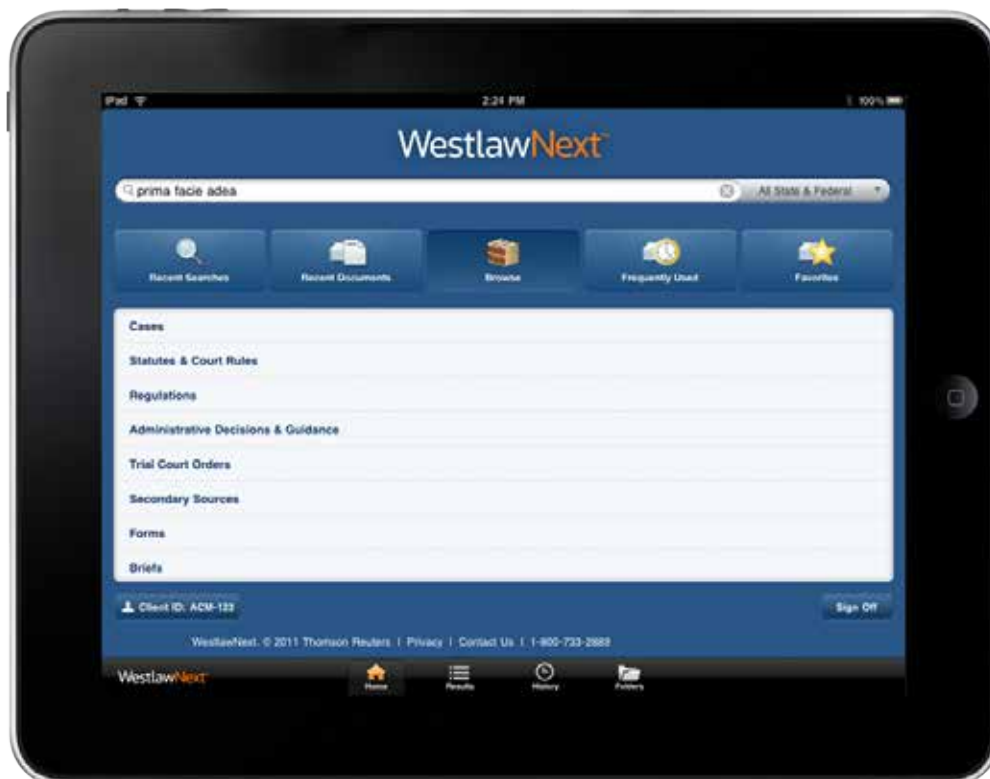 iPad 2:24 PM 100%
WestlawNext™
prima facie adea All State & Federal
Recent Searches Recent Documents Browse Frequently Used Favorites
Cases
Statutes & Court Rules
Regulations
Administrative Decisions & Guidance
Trial Court Orders
Secondary Sources
Forms
Briefs
Client ID: ACM-123 Sign Off
WestlawNext. © 2011 Thomson Reuters | Privacy | Contact Us | 1-800-733-2889
WestlawNext Home Results History Folders